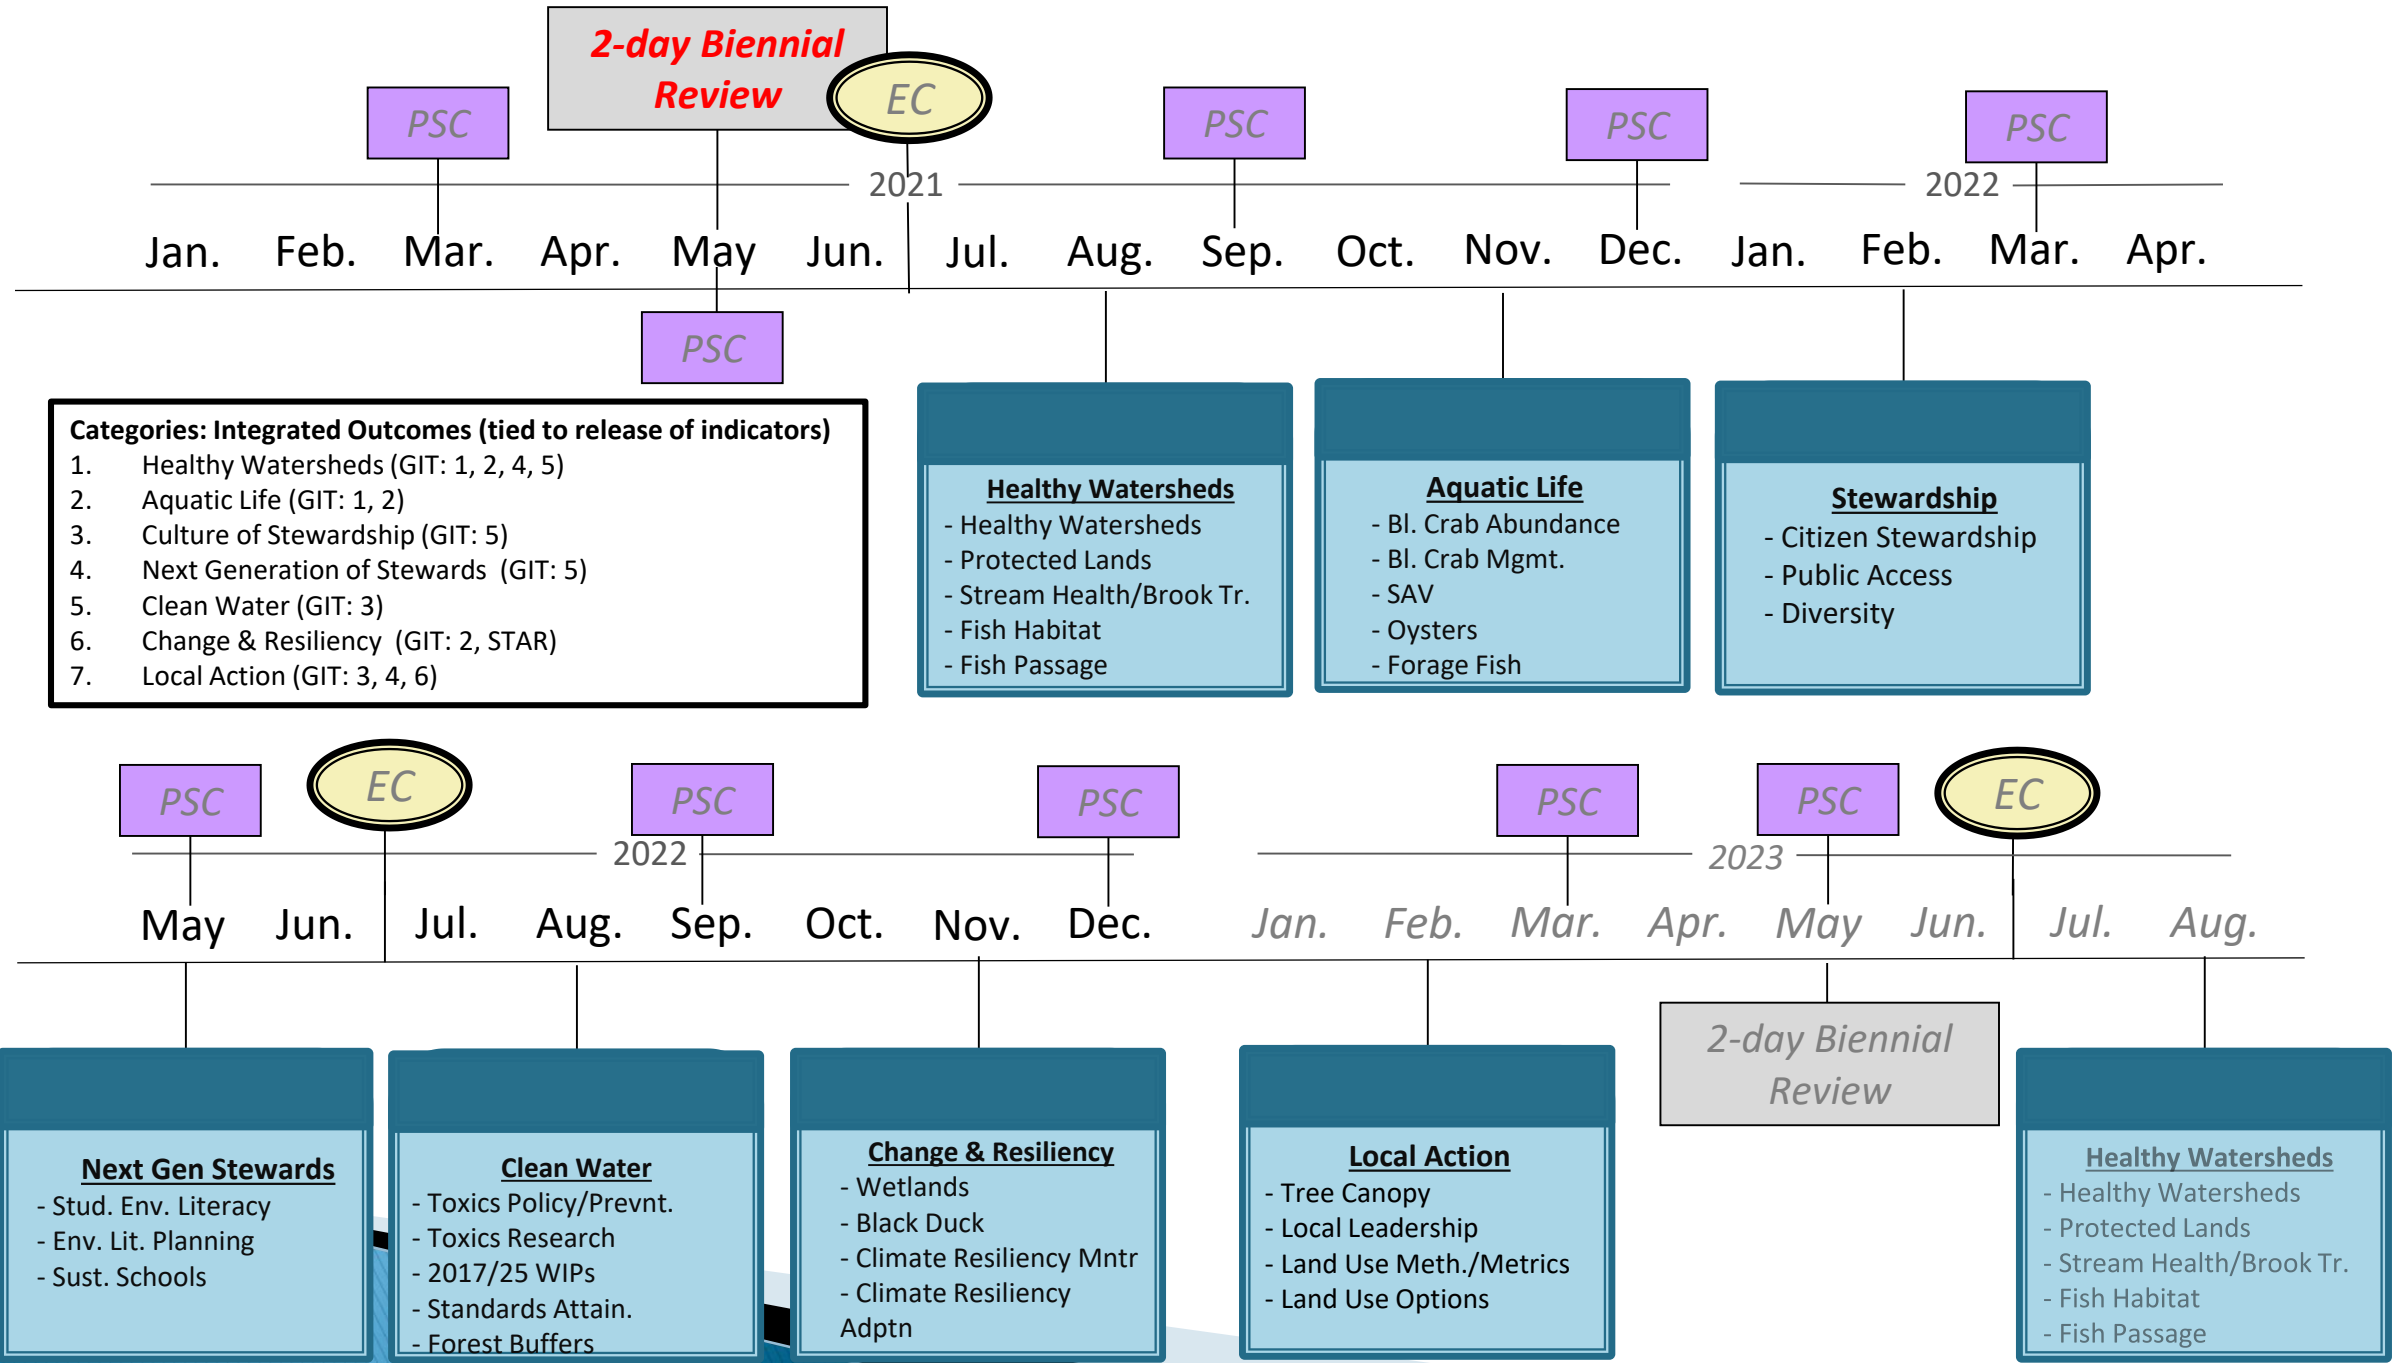 2-day Biennial
Review
EC
PSC
PSC
PSC
PSC
2021
2022
Jan. Feb. Mar. Apr. May Jun. Jul. Aug. Sep. Oct. Nov. Dec. Jan. Feb. Mar. Apr.
PSC
Categories: Integrated Outcomes (tied to release of indicators)
1. Healthy Watersheds (GIT: 1, 2, 4, 5)
2. Aquatic Life (GIT: 1, 2)
3. Culture of Stewardship (GIT: 5)
4. Next Generation of Stewards (GIT: 5)
5. Clean Water (GIT: 3)
6. Change & Resiliency (GIT: 2, STAR)
7. Local Action (GIT: 3, 4, 6)
Healthy Watersheds
- Healthy Watersheds
- Protected Lands
- Stream Health/Brook Tr.
- Fish Habitat
- Fish Passage
Aquatic Life
- Bl. Crab Abundance
- Bl. Crab Mgmt.
- SAV
- Oysters
- Forage Fish
Stewardship
- Citizen Stewardship
- Public Access
- Diversity
PSC
EC
PSC
PSC
PSC
PSC
EC
2022
2023
May Jun. Jul. Aug. Sep. Oct. Nov. Dec. Jan. Feb. Mar. Apr. May Jun. Jul. Aug.
Next Gen Stewards
- Stud. Env. Literacy
- Env. Lit. Planning
- Sust. Schools
Clean Water
- Toxics Policy/Prevnt.
- Toxics Research
- 2017/25 WIPs
- Standards Attain.
- Forest Buffers
Change & Resiliency
- Wetlands
- Black Duck
- Climate Resiliency Mntr
- Climate Resiliency
Adptn
Local Action
- Tree Canopy
- Local Leadership
- Land Use Meth./Metrics
- Land Use Options
2-day Biennial
Review
Healthy Watersheds
- Healthy Watersheds
- Protected Lands
- Stream Health/Brook Tr.
- Fish Habitat
- Fish Passage